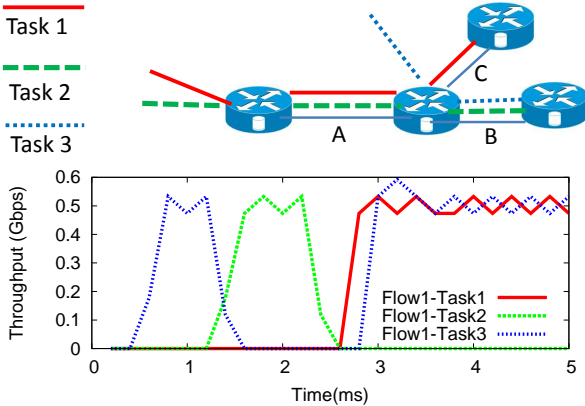 Task 1
Task 2
Task 3
A
B
C
Throughput (Gbps)
0.6
0.5
0.4
0.3
0.2
0.1
0
Flow1-Task1
Flow1-Task2
Flow1-Task3
0 1 2 3 4 5
Time(ms)